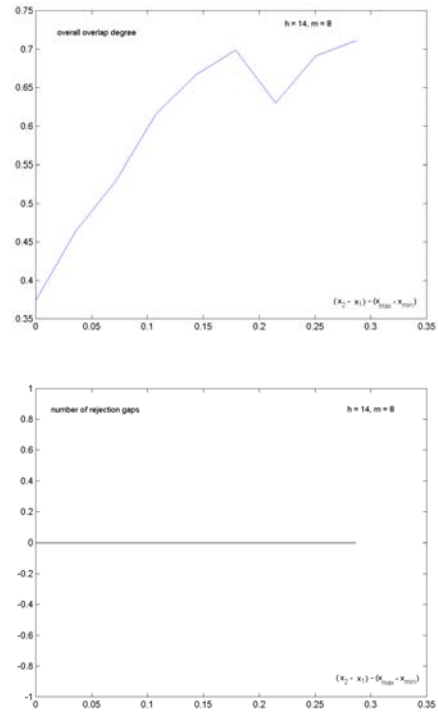 0.75
overall overlap degree
h = 14, m = 8
0.7
0.65
0.6
0.55
0.5
0.45
0.4
0.35
(x2 - x1) - (xmax - xmin)
0 0.05 0.1 0.15 0.2 0.25 0.3 0.35
1
number of rejection gaps
h = 14, m = 8
0.8
0.6
0.4
0.2
0
-0.2
-0.4
-0.6
-0.8
-1
(x2 - x1) - (xmax - xmin)
0 0.05 0.1 0.15 0.2 0.25 0.3 0.35